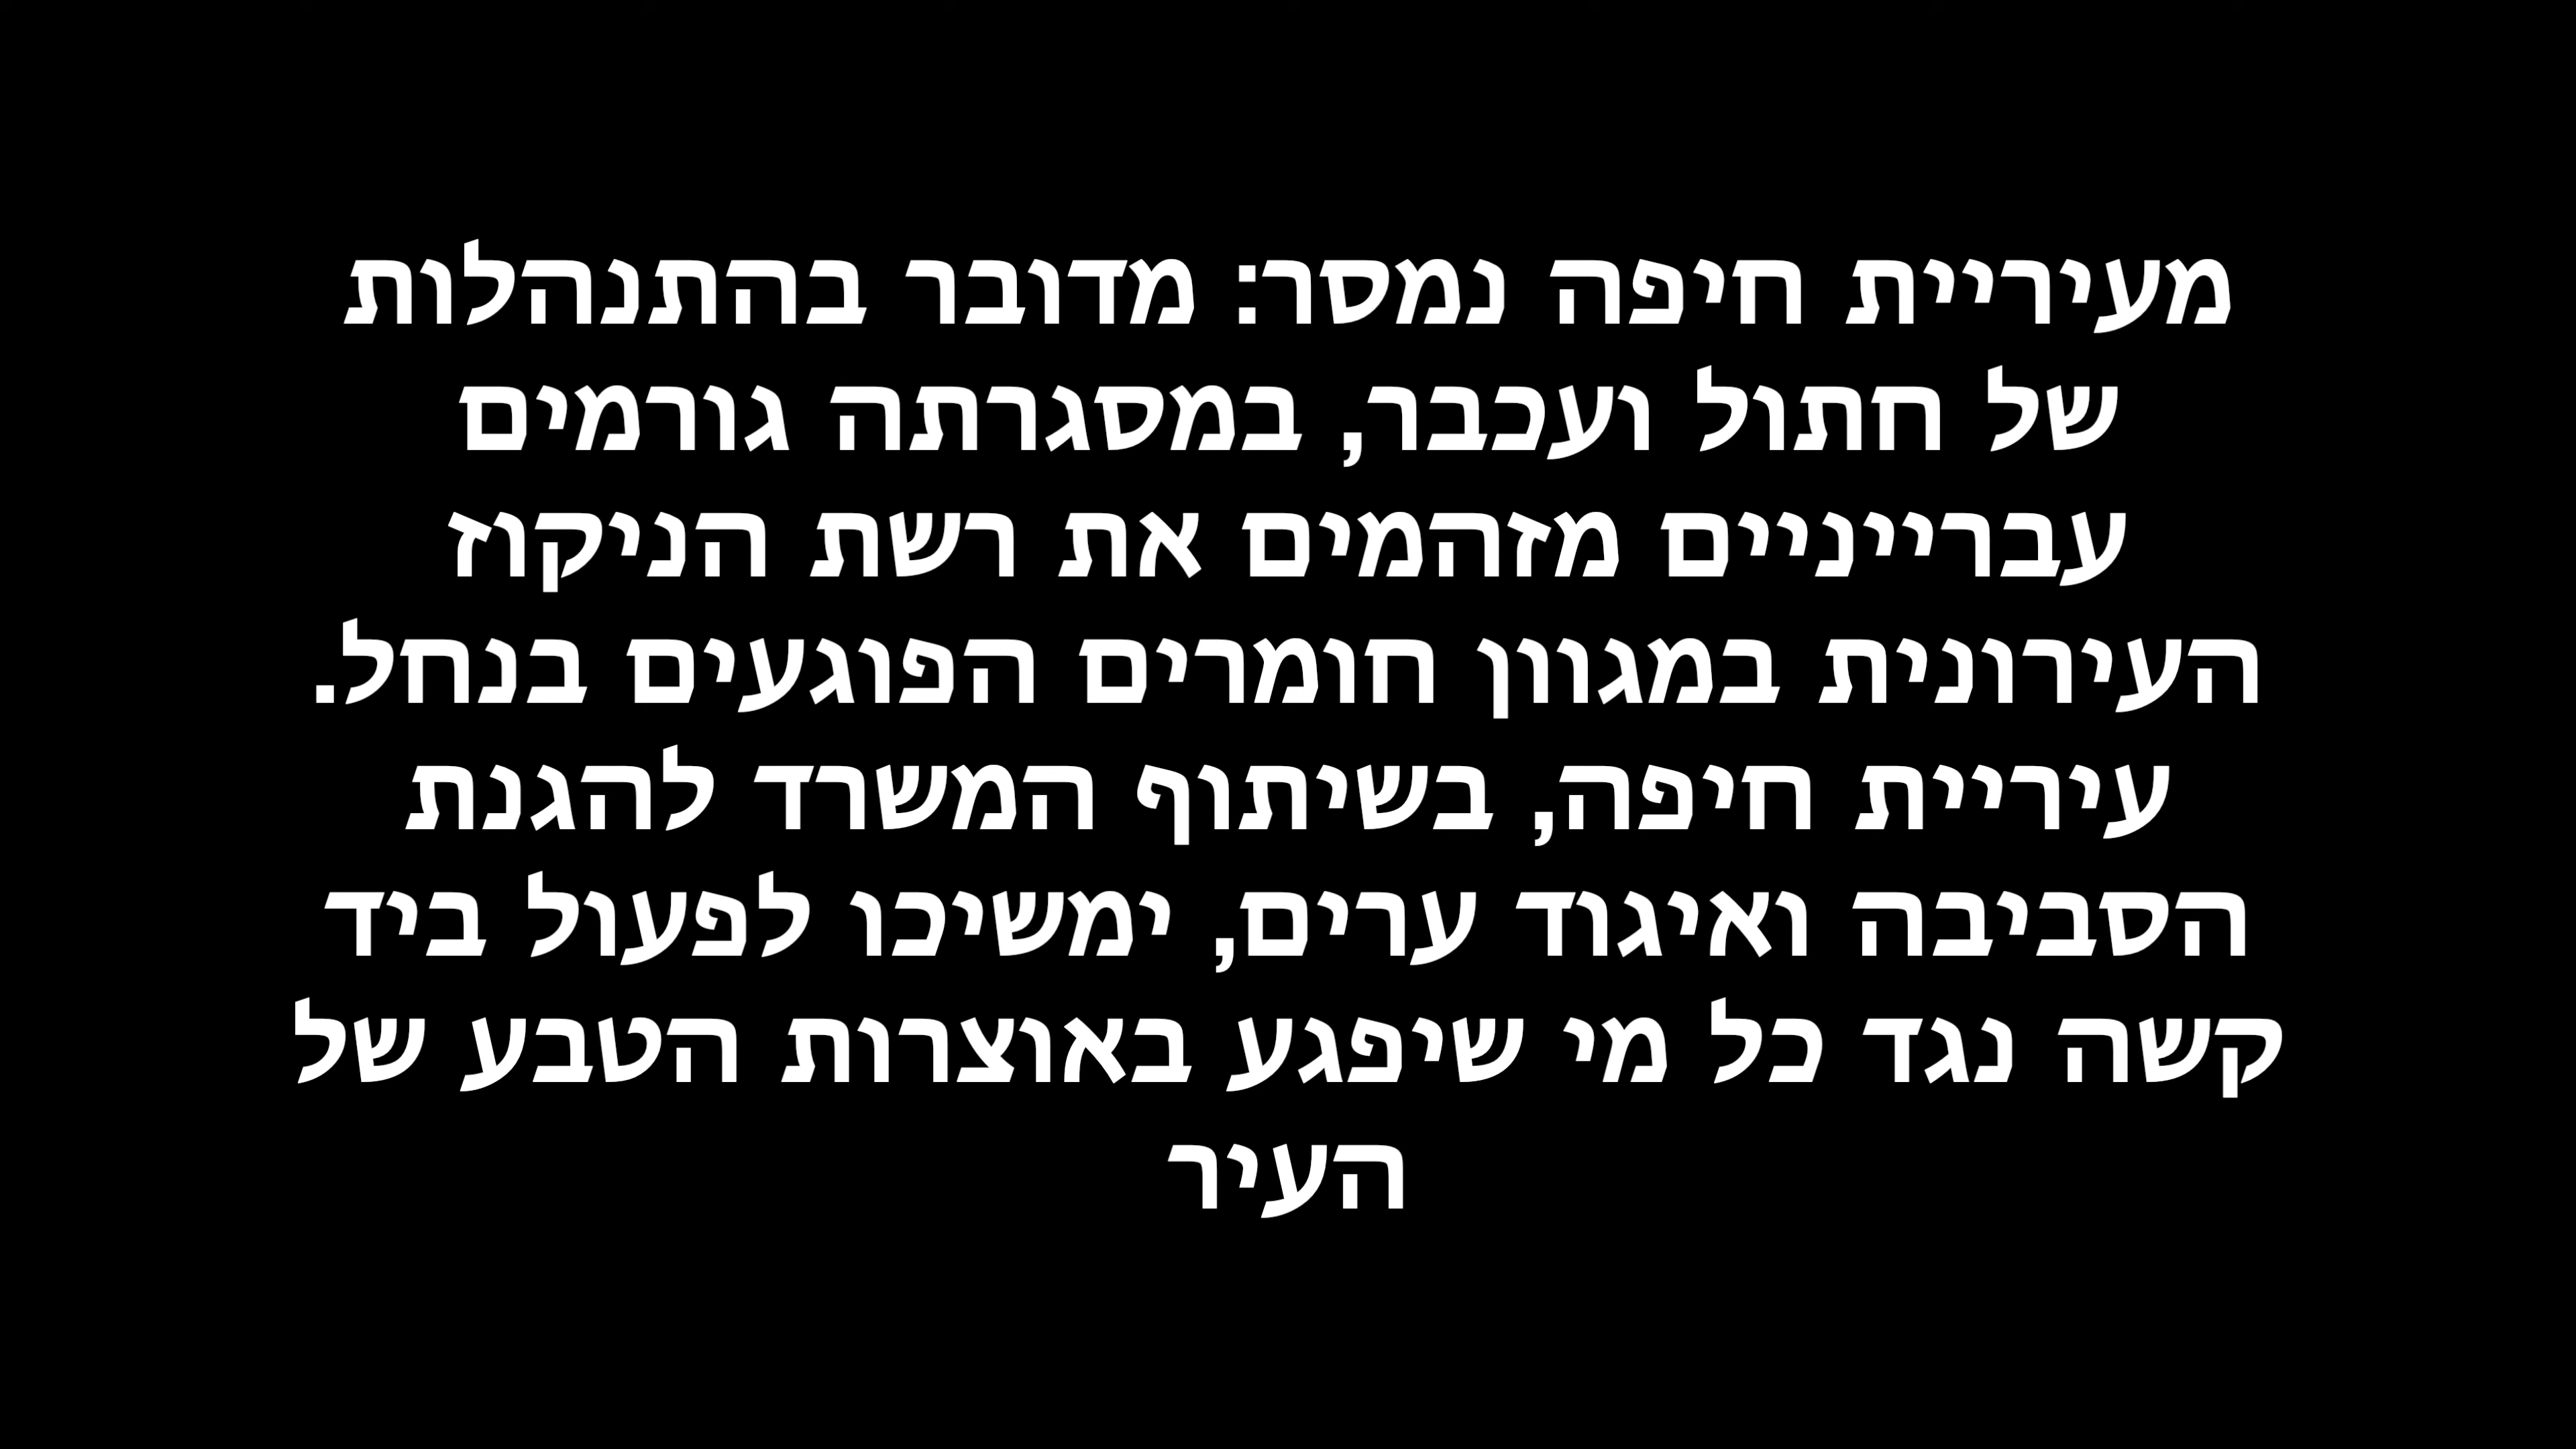 מעיריית חיפה נמסר: מדובר בהתנהלות
של חתול ועכבר, במסגרתה גורמים
עברייניים מזהמים את רשת הניקוז
העירונית במגוון חומרים הפוגעים בנחל.
עיריית חיפה, בשיתוף המשרד להגנת
הסביבה ואיגוד ערים, ימשיכו לפעול ביד
קשה נגד כל מי שיפגע באוצרות הטבע של
העיר